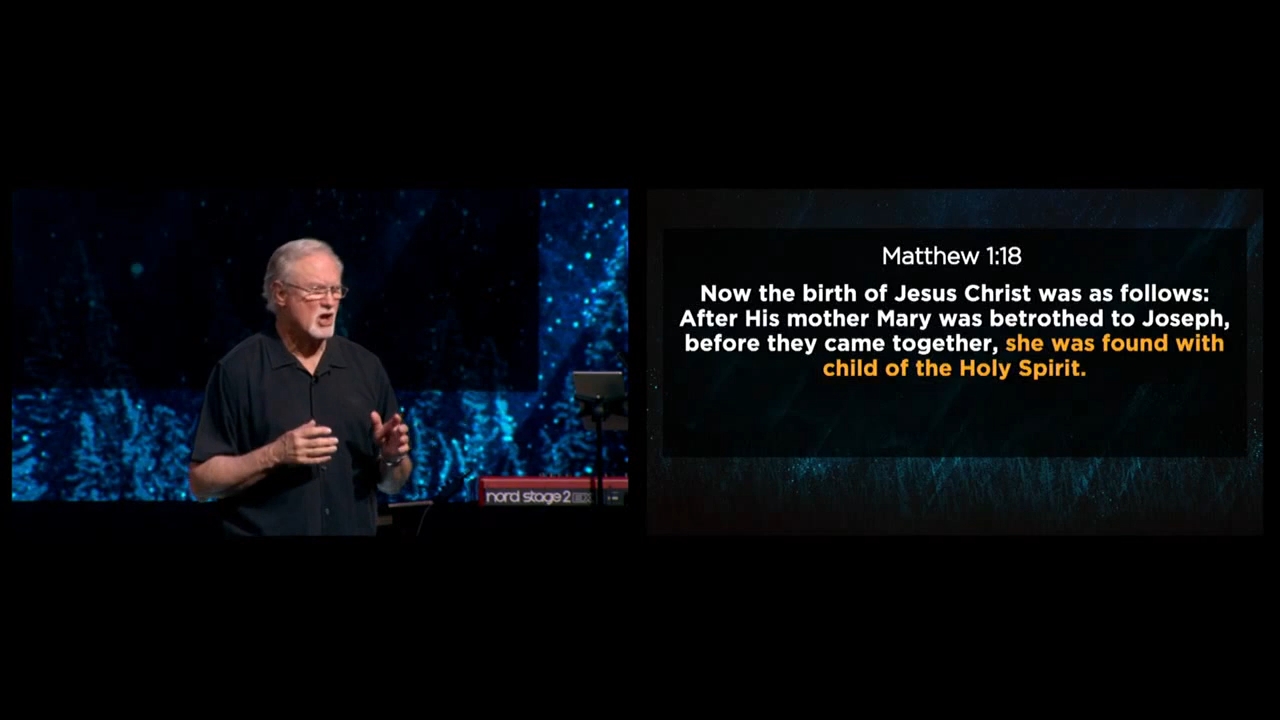 Matthew 1:18
Now the birth of Jesus Christ was as follows:
After His mother Mary was betrothed to Joseph,
before they came together, she was found with
child of the Holy Spirit.
nord stage 2 EX